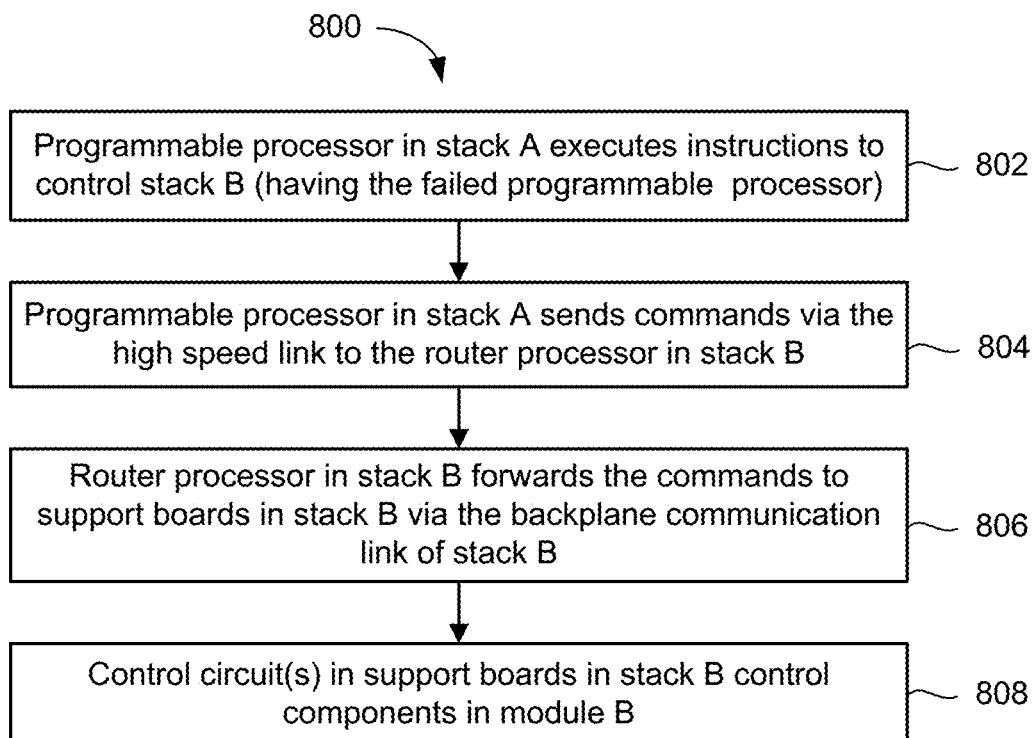 800
Programmable processor in stack A executes instructions to
control stack B (having the failed programmable processor)
802
Programmable processor in stack A sends commands via the
high speed link to the router processor in stack B
804
Router processor in stack B forwards the commands to
support boards in stack B via the backplane communication
link of stack B
806
Control circuit(s) in support boards in stack B control
components in module B
808